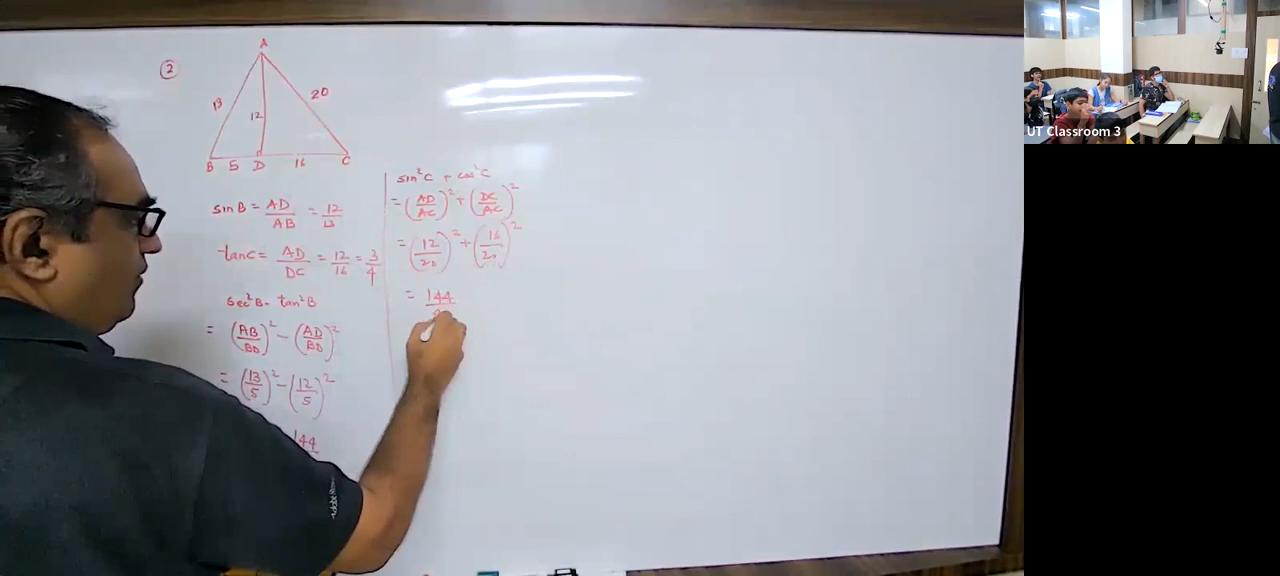 ②
A
13
20
12
B 5 D 16 C
sin B = AD/AB = 12/13
tan C = AD/DC = 12/16 = 3/4
sec²B - tan²B
= (AB/BD)² - (AD/BD)²
= (13/5)² - (12/5)²
144
sin²C + cos²C
= (AD/AC)² + (DC/AC)²
= (12/20)² + (16/20)²
= 144
UT Classroom 3